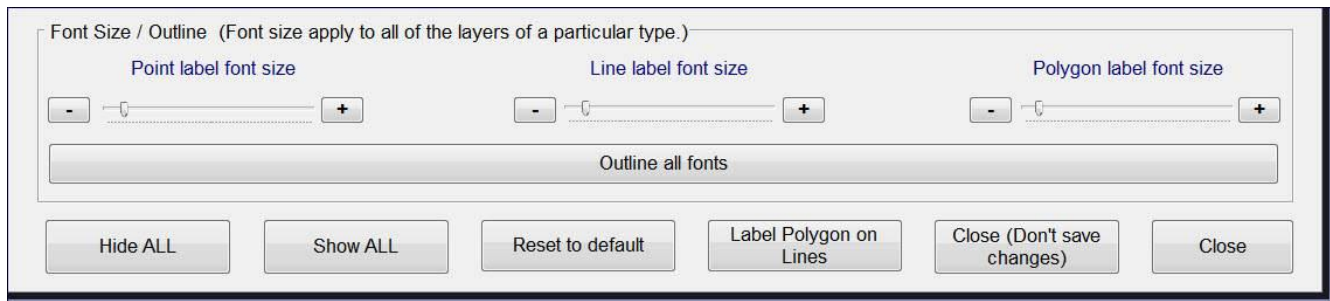 Font Size / Outline (Font size apply to all of the layers of a particular type.)
Point label font size
Line label font size
Polygon label font size
- +
- +
- +
Outline all fonts
Hide ALL
Show ALL
Reset to default
Label Polygon on
Lines
Close (Don't save
changes)
Close